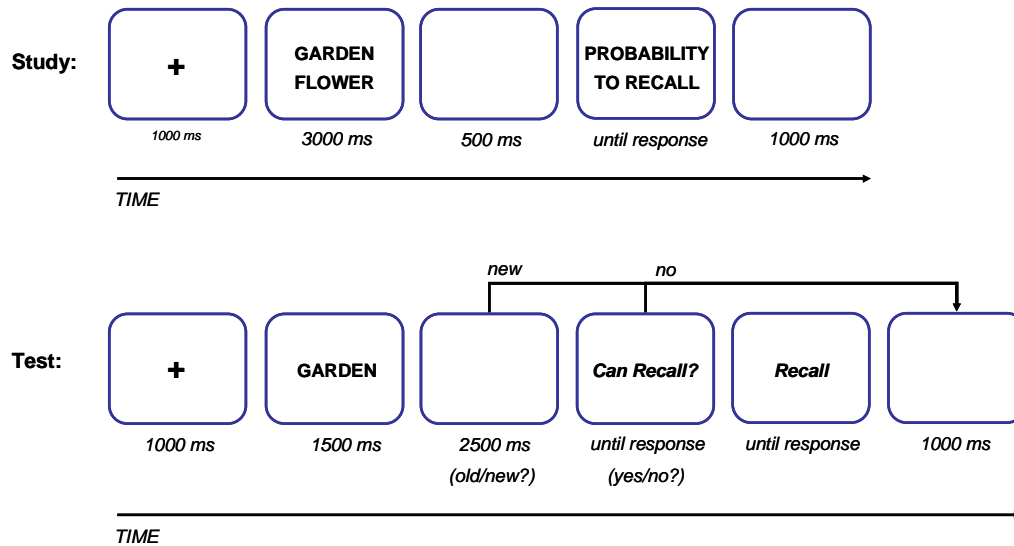 Study:
+
GARDEN
FLOWER
PROBABILITY
TO RECALL
1000 ms
3000 ms
500 ms
until response
1000 ms
TIME
new
no
Test:
+
GARDEN
Can Recall?
Recall
1000 ms
1500 ms
2500 ms
until response
until response
1000 ms
(old/new?)
(yes/no?)
TIME